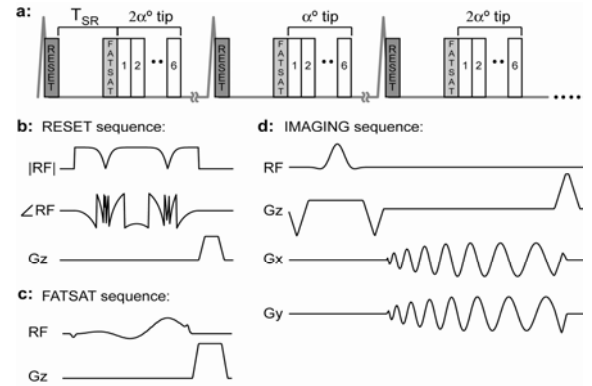 a:
T_SR
2α° tip
α° tip
2α° tip
RESET
FATSAT
1
2
••
6
RESET
FATSAT
1
2
••
6
RESET
FATSAT
1
2
••
6
••••
b: RESET sequence:
|RF|
∠RF
Gz
c: FATSAT sequence:
RF
Gz
d: IMAGING sequence:
RF
Gz
Gx
Gy